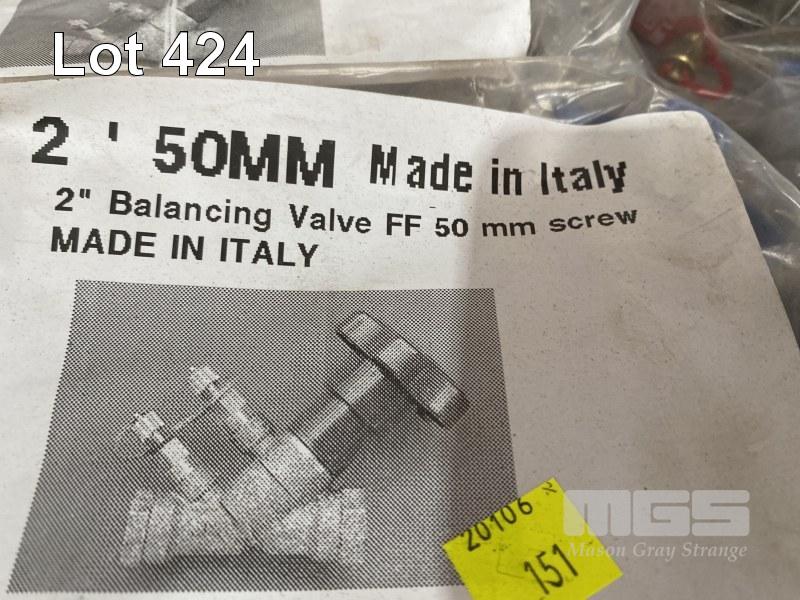 Lot 424
2 ' 50MM Made in Italy
2" Balancing Valve FF 50 mm screw
MADE IN ITALY
20106
151
MGS
Mason Gray Strange